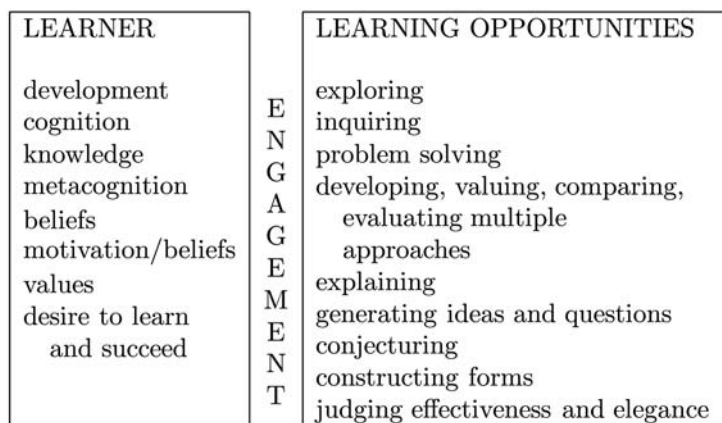 LEARNER
development
cognition
knowledge
metacognition
beliefs
motivation/beliefs
values
desire to learn
and succeed
E
N
G
A
G
E
M
E
N
T
LEARNING OPPORTUNITIES
exploring
inquiring
problem solving
developing, valuing, comparing,
evaluating multiple
approaches
explaining
generating ideas and questions
conjecturing
constructing forms
judging effectiveness and elegance